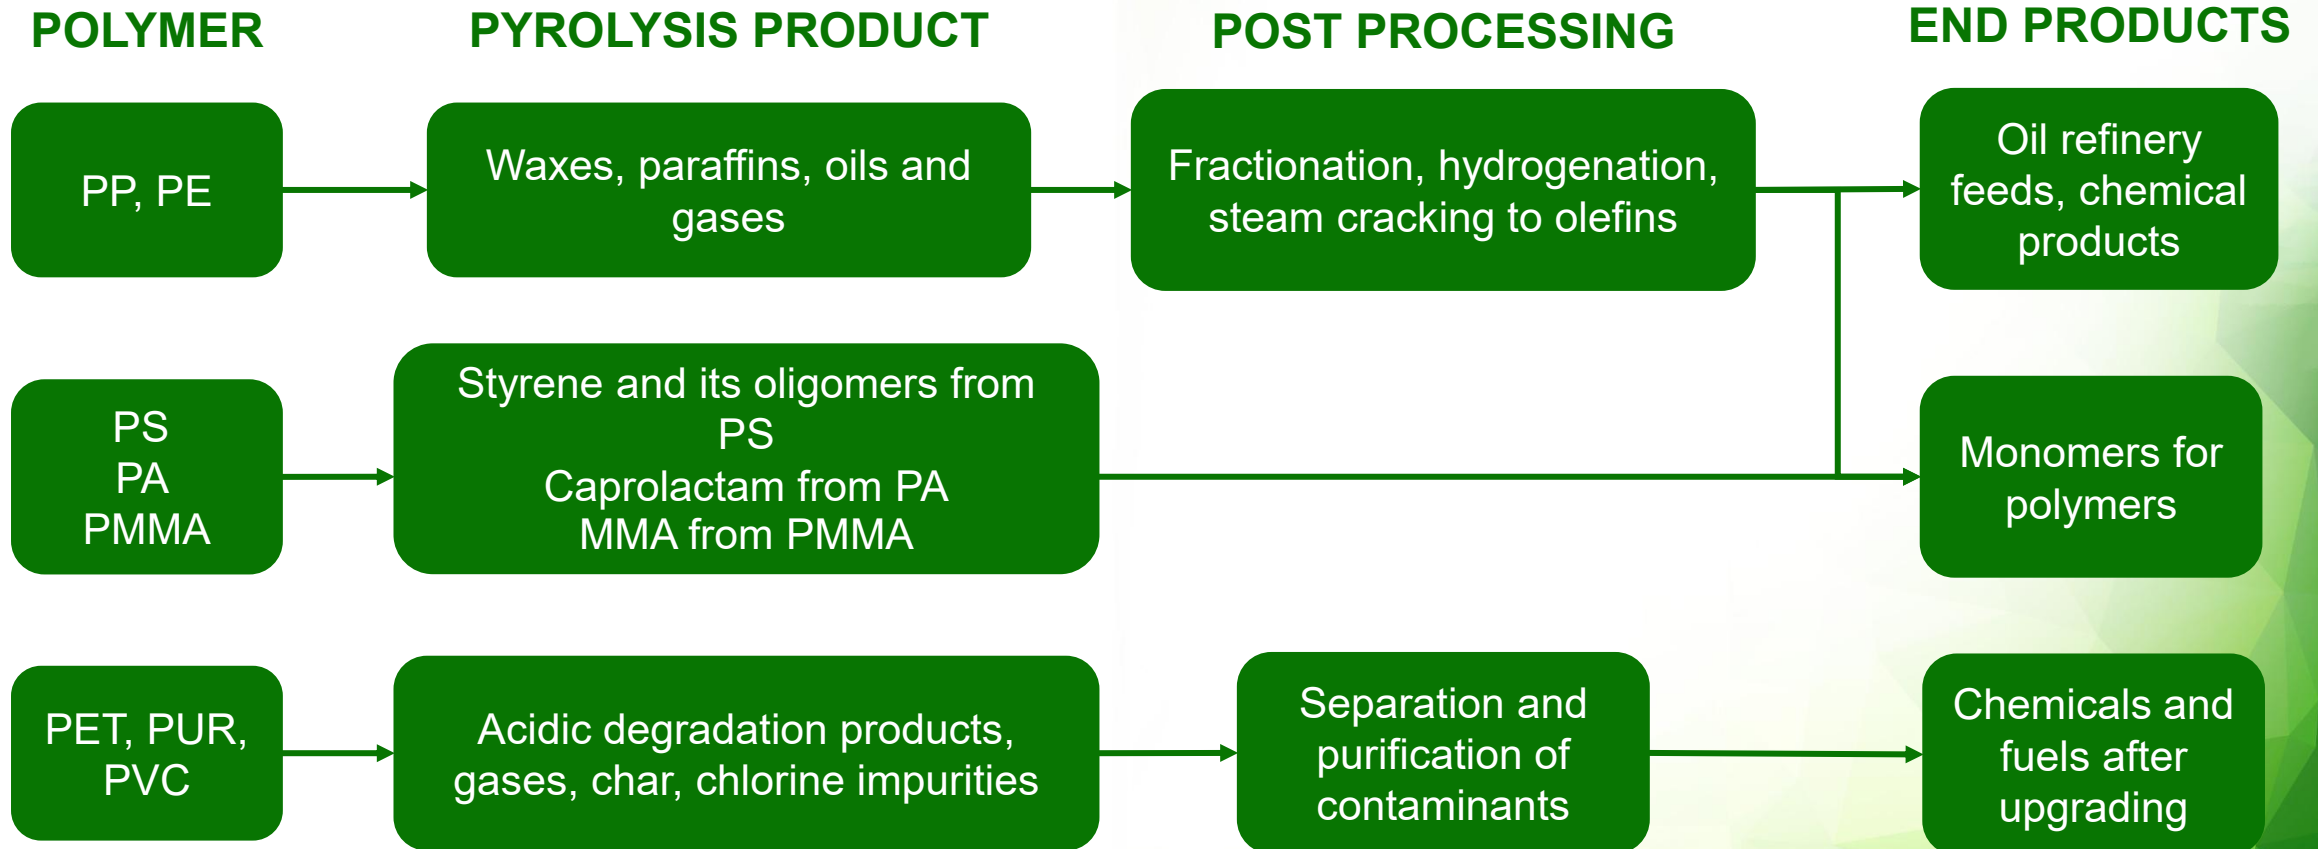 POLYMER
PYROLYSIS PRODUCT
POST PROCESSING
END PRODUCTS
PP, PE
Waxes, paraffins, oils and
gases
Fractionation, hydrogenation,
steam cracking to olefins
Oil refinery
feeds, chemical
products
PS
PA
PMMA
Styrene and its oligomers from
PS
Caprolactam from PA
MMA from PMMA
Monomers for
polymers
PET, PUR,
PVC
Acidic degradation products,
gases, char, chlorine impurities
Separation and
purification of
contaminants
Chemicals and
fuels after
upgrading